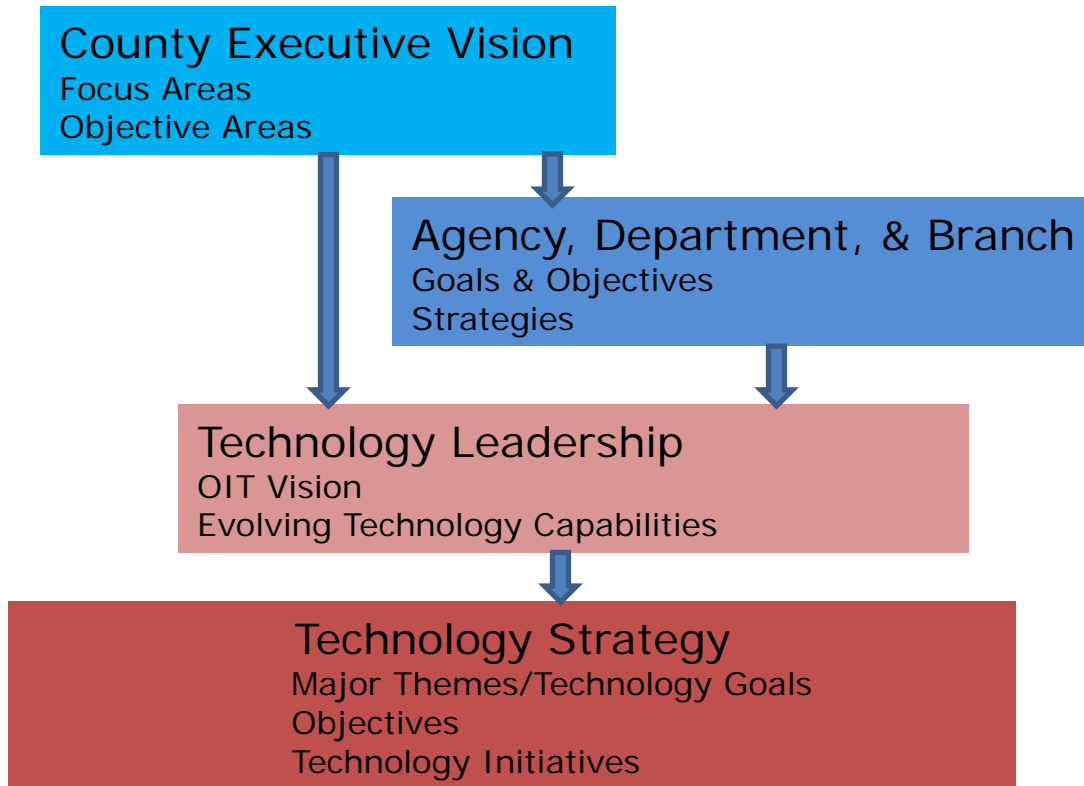 County Executive Vision
Focus Areas
Objective Areas
Agency, Department, & Branch
Goals & Objectives
Strategies
Technology Leadership
OIT Vision
Evolving Technology Capabilities
Technology Strategy
Major Themes/Technology Goals
Objectives
Technology Initiatives